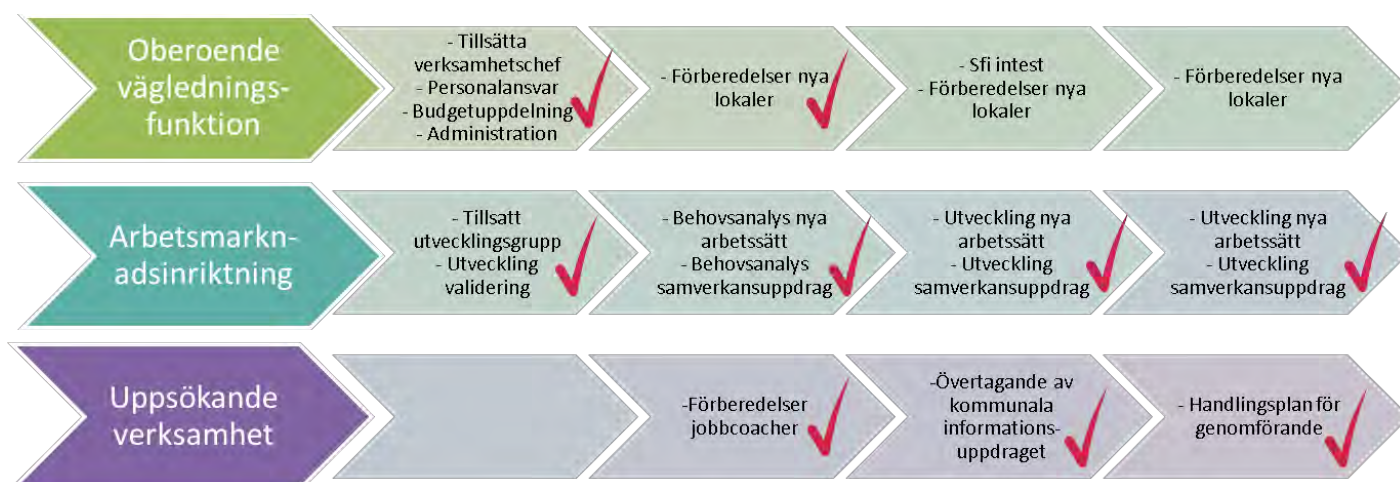 Oberoende
väglednings-
funktion
- Tillsätta
verksamhetschef
- Personalansvar
- Budgetuppdelning
- Administration
- Förberedelser nya
lokaler
- Sfi intest
- Förberedelser nya
lokaler
- Förberedelser nya
lokaler
Arbetsmarkn-
adsinriktning
- Tillsatt
utvecklingsgrupp
- Utveckling
validering
- Behovsanalys nya
arbetssätt
- Behovsanalys
samverkansuppdrag
- Utveckling nya
arbetssätt
- Utveckling
samverkansuppdrag
- Utveckling nya
arbetssätt
- Utveckling
samverkansuppdrag
Uppsökande
verksamhet
-Förberedelser
jobbcoacher
-Övertagande av
kommunala
informations-
uppdraget
- Handlingsplan för
genomförande